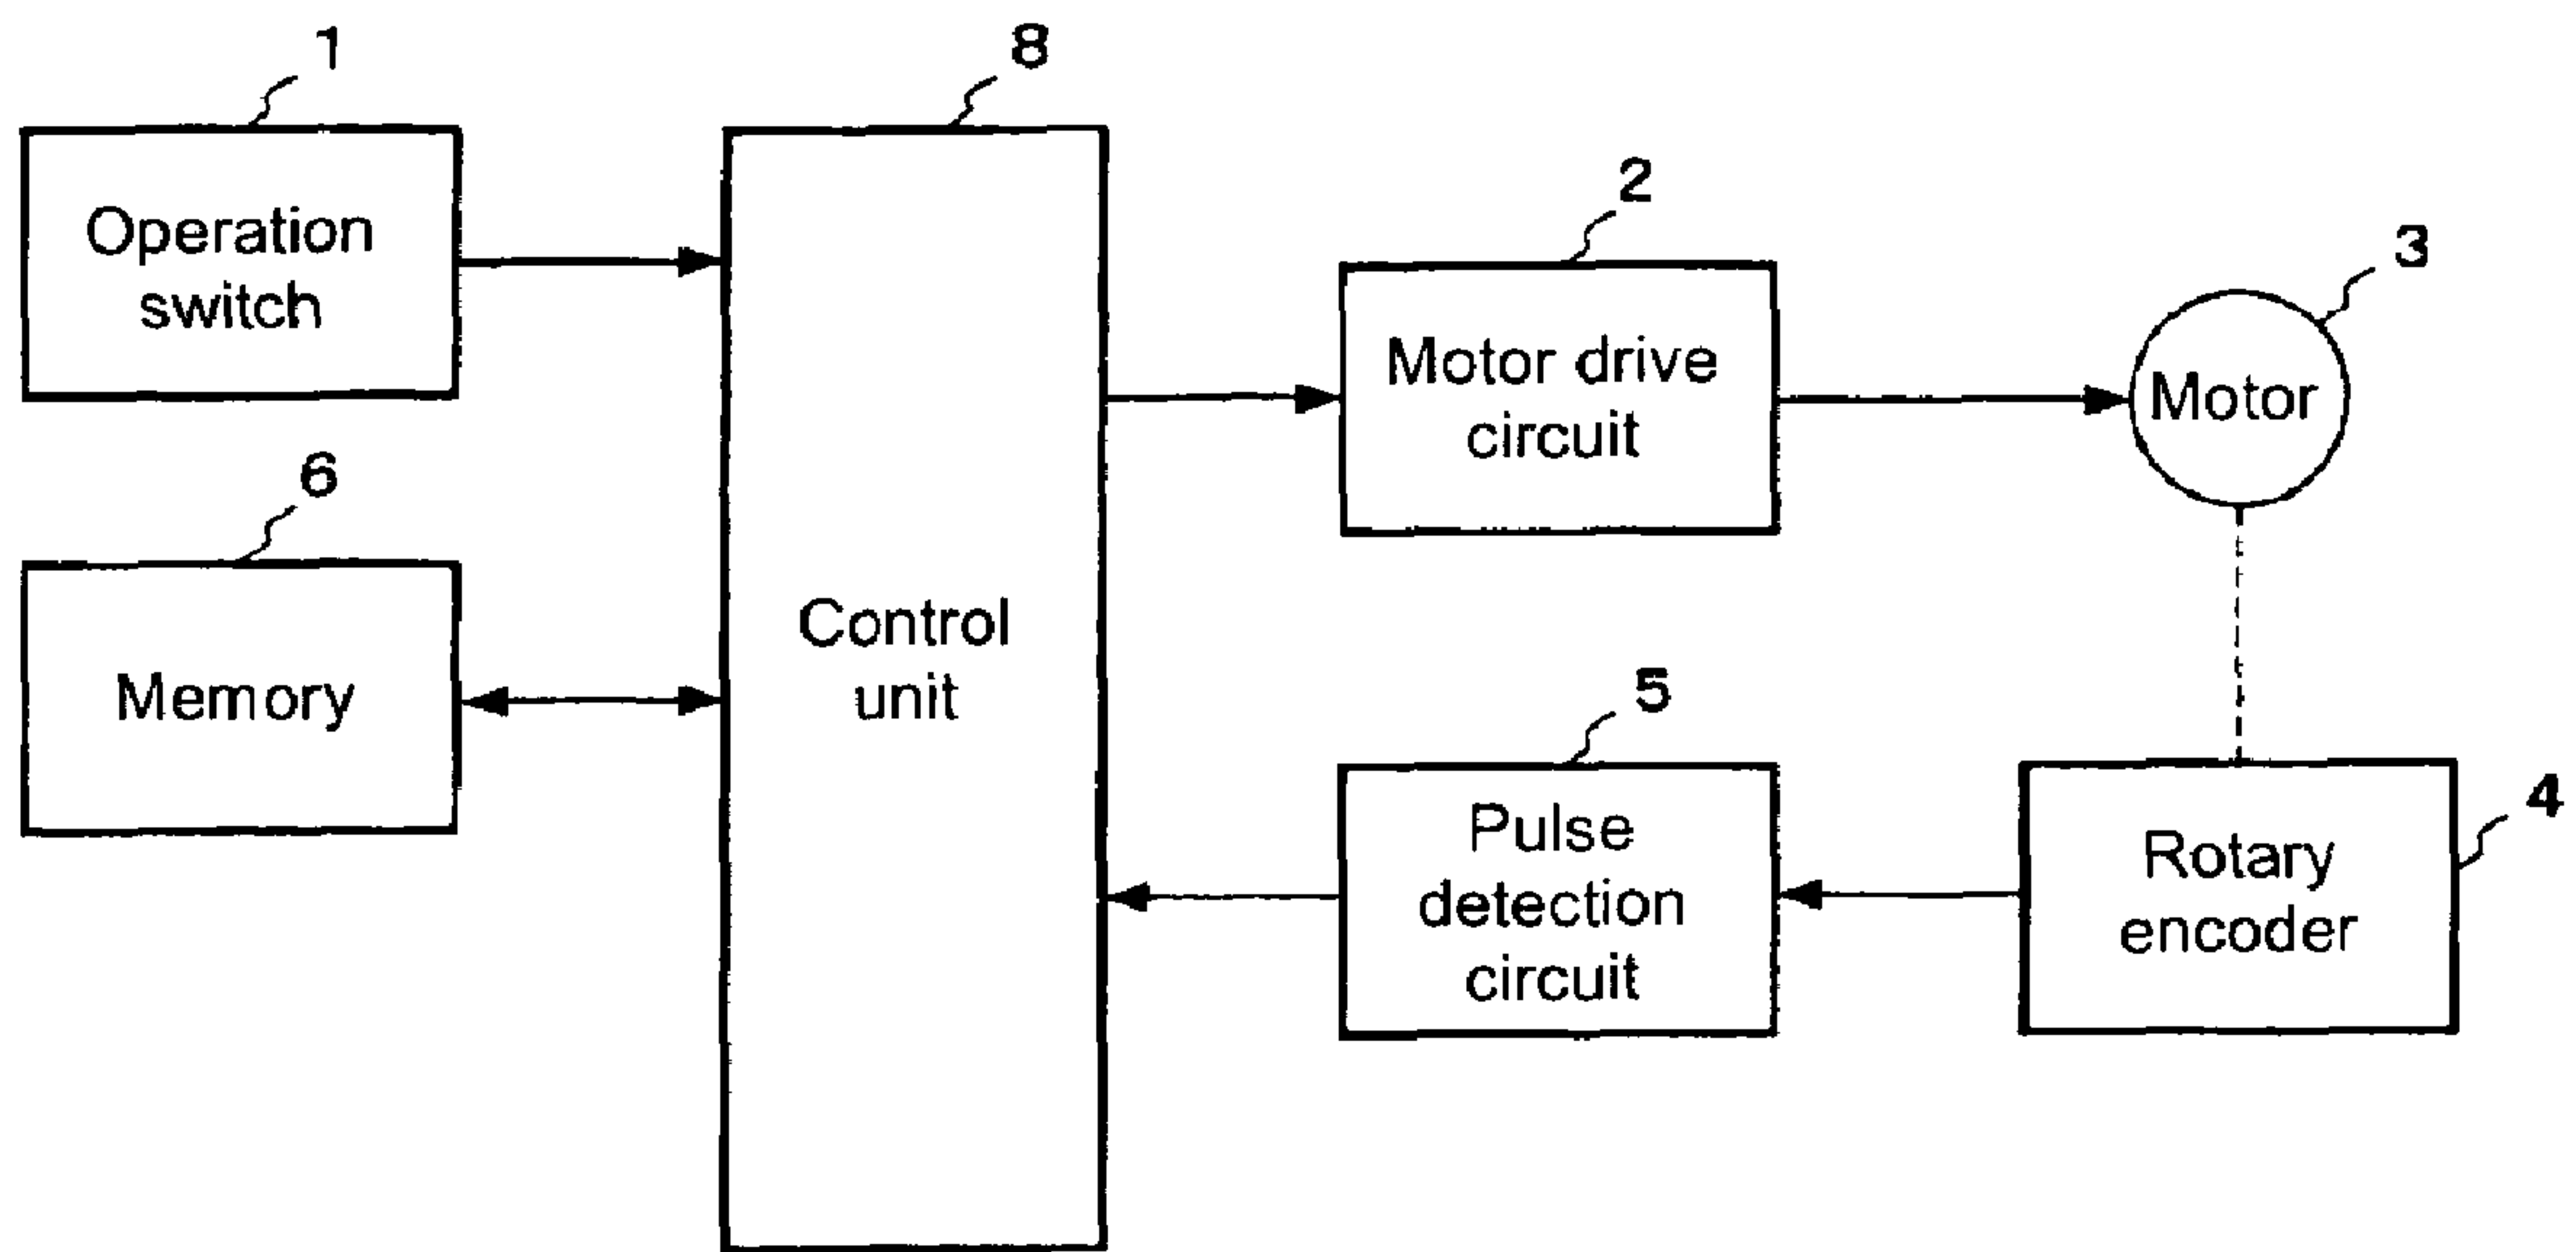 1
8
Operation
switch
2
Motor drive
circuit
3
Motor
6
Memory
Control
unit
5
Pulse
detection
circuit
4
Rotary
encoder